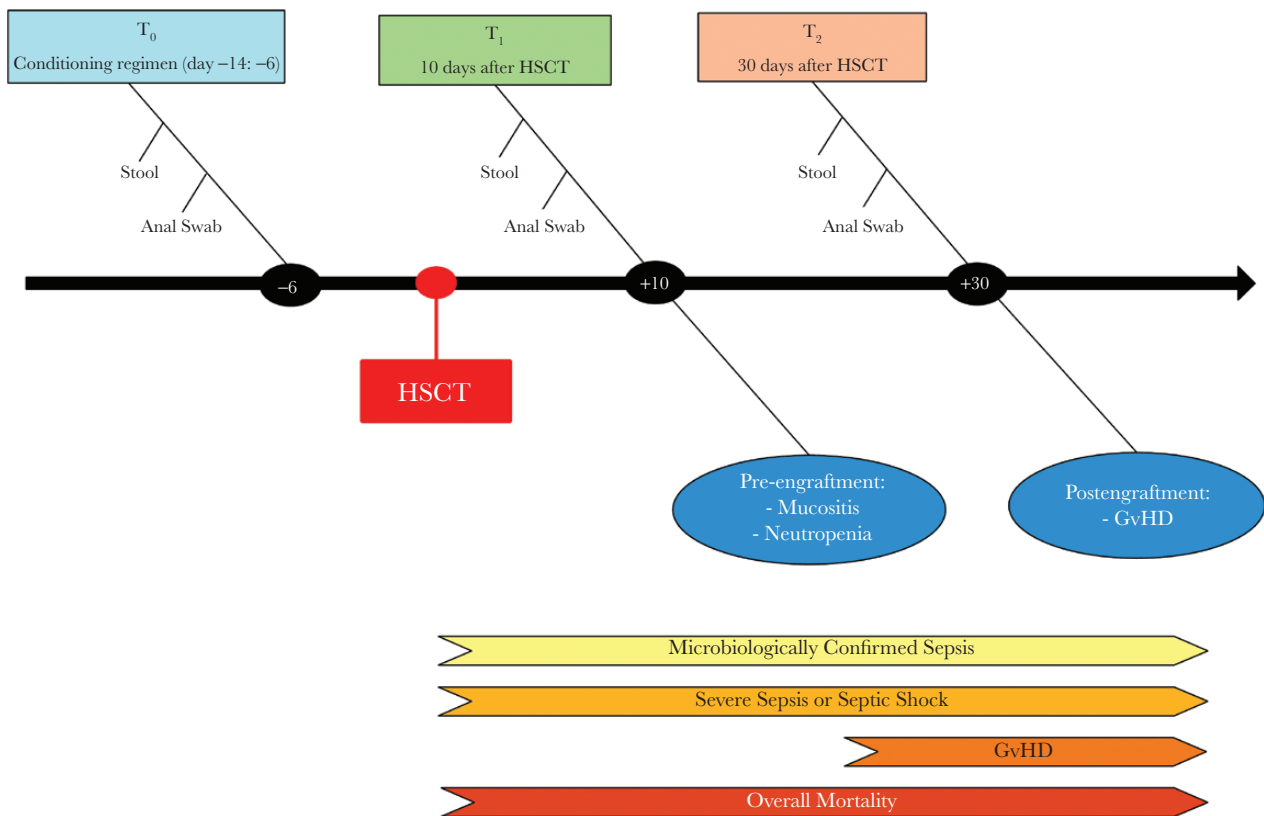 T₀
Conditioning regimen (day −14: −6)
T₁
10 days after HSCT
T₂
30 days after HSCT
Stool
Anal Swab
Stool
Anal Swab
Stool
Anal Swab
−6
+10
+30
HSCT
Pre-engraftment:
- Mucositis
- Neutropenia
Postengraftment:
- GvHD
Microbiologically Confirmed Sepsis
Severe Sepsis or Septic Shock
GvHD
Overall Mortality